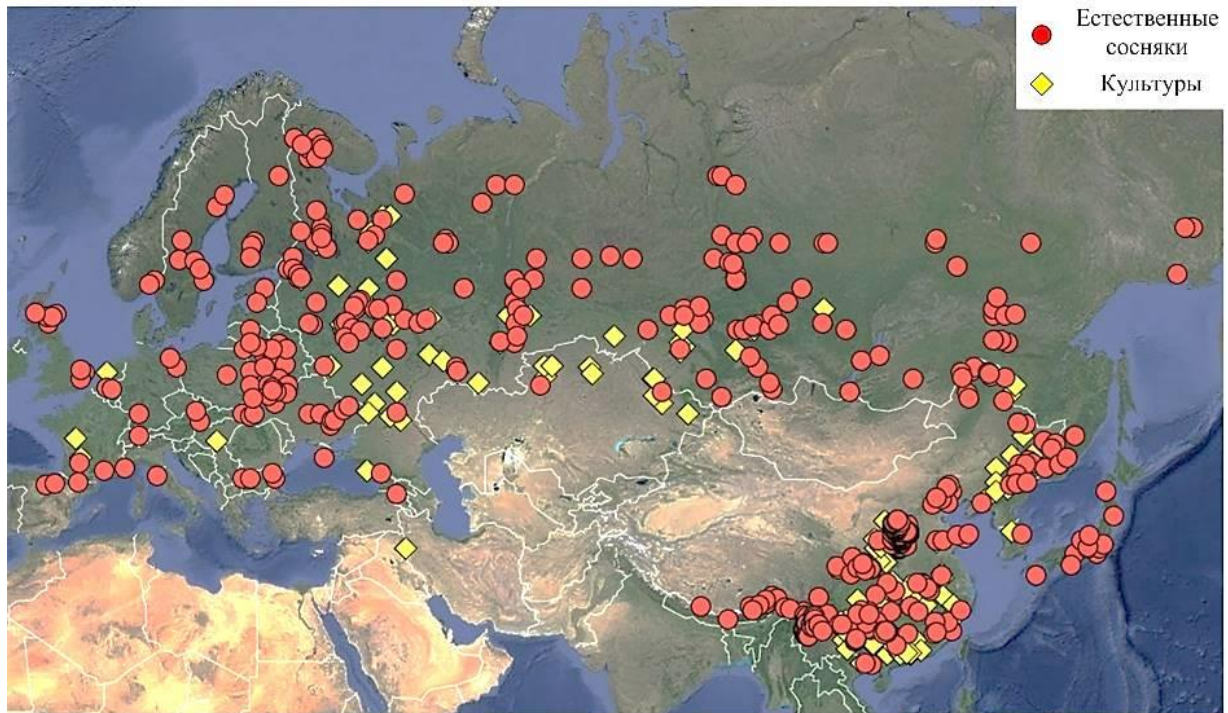 Естественные
сосняки
Культуры